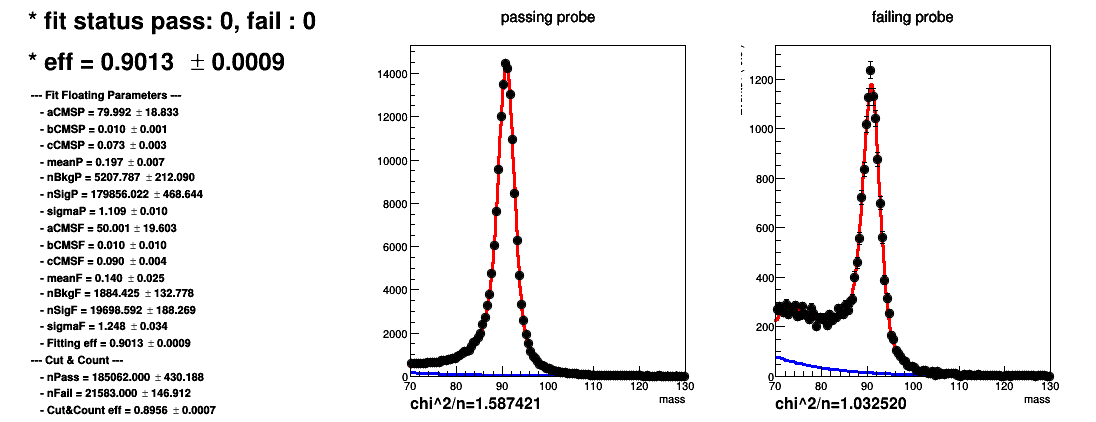 * fit status pass: 0, fail : 0
* eff = 0.9013 ± 0.0009
--- Fit Floating Parameters ---
- aCMSP = 79.992 ± 18.833
- bCMSP = 0.010 ± 0.001
- cCMSP = 0.073 ± 0.003
- meanP = 0.197 ± 0.007
- nBkgP = 5207.787 ± 212.090
- nSigP = 179856.022 ± 468.644
- sigmaP = 1.109 ± 0.010
- aCMSF = 50.001 ± 19.603
- bCMSF = 0.010 ± 0.010
- cCMSF = 0.090 ± 0.004
- meanF = 0.140 ± 0.025
- nBkgF = 1884.425 ± 132.778
- nSigF = 19698.592 ± 188.269
- sigmaF = 1.248 ± 0.034
- Fitting eff = 0.9013 ± 0.0009
--- Cut & Count ---
- nPass = 185062.000 ± 430.188
- nFail = 21583.000 ± 146.912
- Cut&Count eff = 0.8956 ± 0.0007
passing probe
14000
12000
10000
8000
6000
4000
2000
0
70 80 90 100 110 120 130
mass
chi^2/n=1.587421
failing probe
1200
1000
800
600
400
200
0
70 80 90 100 110 120 130
mass
chi^2/n=1.032520